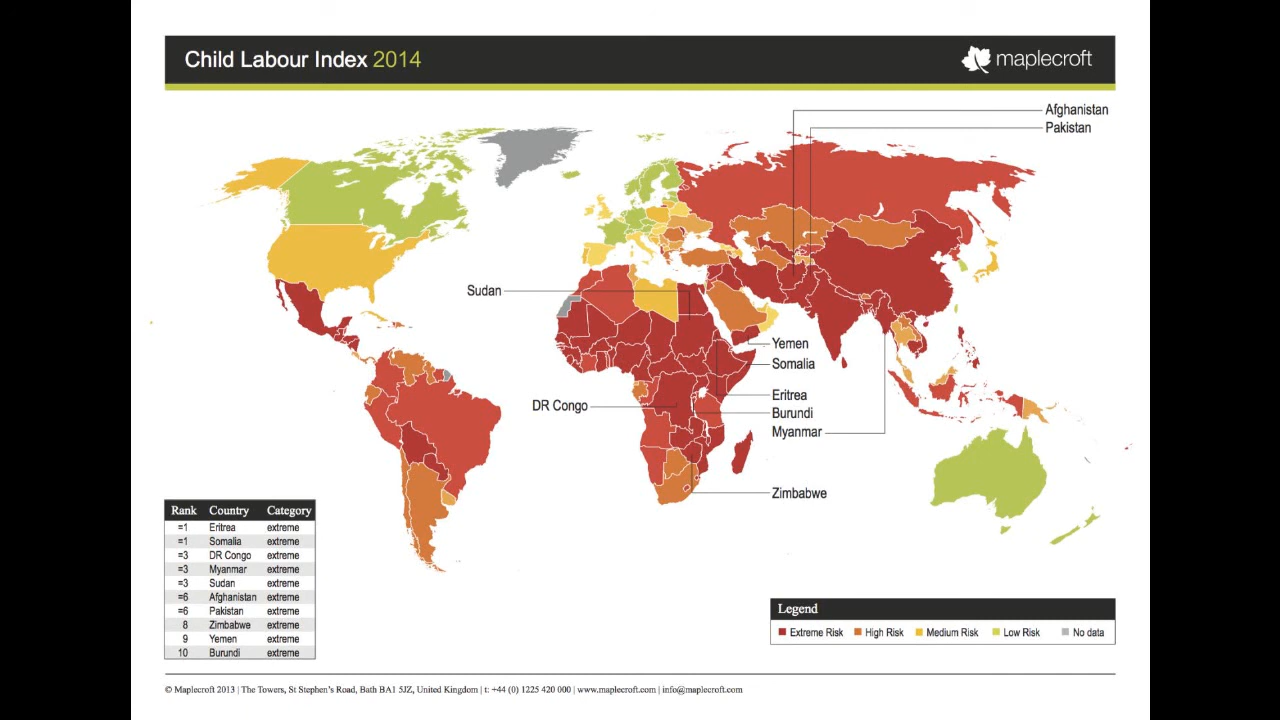 Child Labour Index 2014
maplecroft
Afghanistan
Pakistan
Sudan
Yemen
Somalia
Eritrea
DR Congo
Burundi
Myanmar
Zimbabwe
Rank Country Category
=1 Eritrea extreme
=1 Somalia extreme
=3 DR Congo extreme
=3 Myanmar extreme
=3 Sudan extreme
=6 Afghanistan extreme
=6 Pakistan extreme
8 Zimbabwe extreme
9 Yemen extreme
10 Burundi extreme
Legend
Extreme Risk High Risk Medium Risk Low Risk No data
© Maplecroft 2013 | The Towers, St Stephen's Road, Bath BA1 5JZ, United Kingdom | t: +44 (0) 1225 420 000 | www.maplecroft.com | info@maplecroft.com